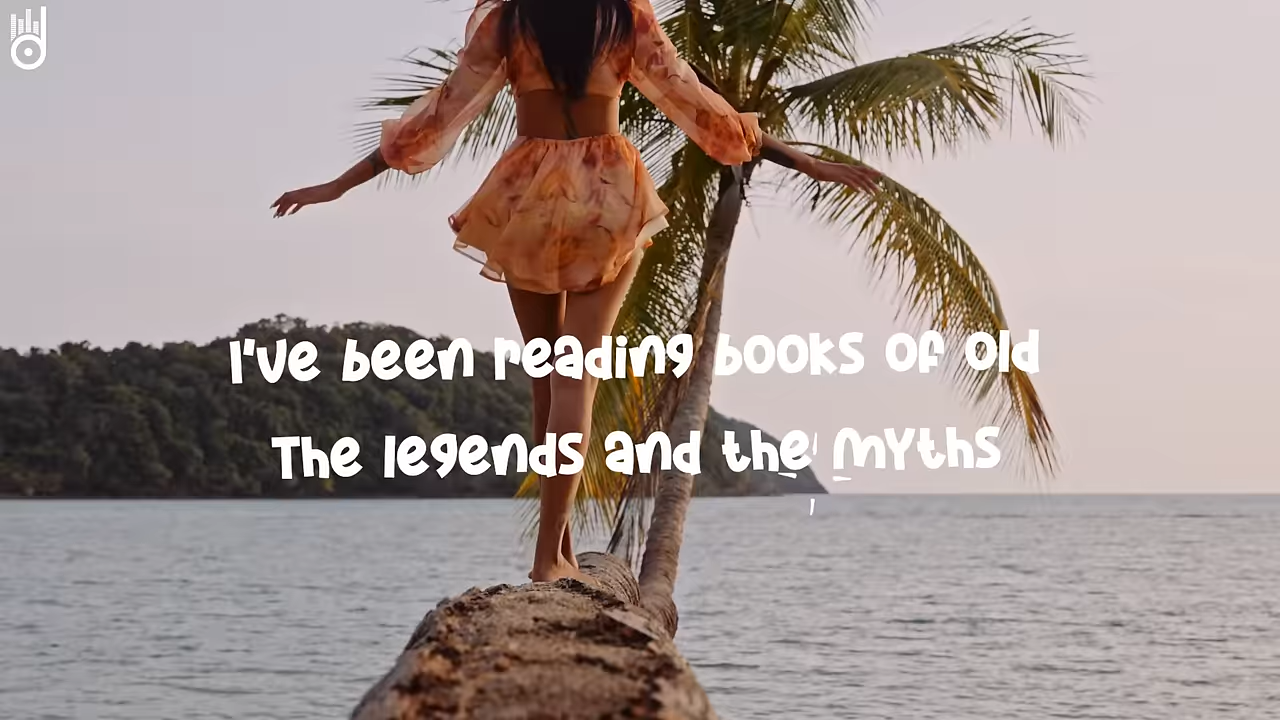 I've been reading books of old
The legends and the myths